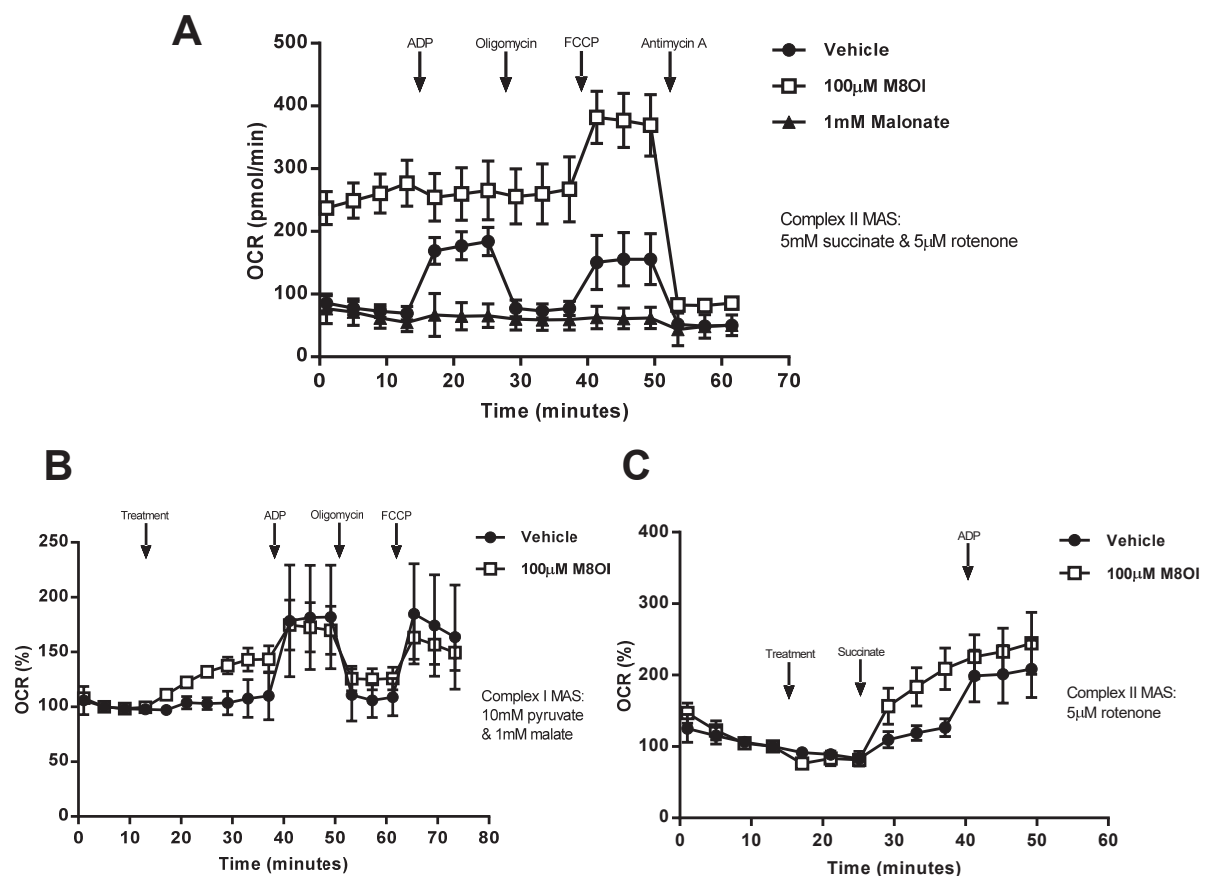 A
ADP
Oligomycin
FCCP
Antimycin A
Vehicle
100μM M8OI
1mM Malonate
500
400
300
200
100
0
OCR (pmol/min)
0 10 20 30 40 50 60 70
Time (minutes)
Complex II MAS:
5mM succinate & 5μM rotenone
B
Treatment
ADP
Oligomycin
FCCP
Vehicle
100μM M8OI
250
200
150
100
50
0
OCR (%)
0 10 20 30 40 50 60 70 80
Time (minutes)
Complex I MAS:
10mM pyruvate
& 1mM malate
C
Treatment
Succinate
ADP
Vehicle
100μM M8OI
400
300
200
100
0
OCR (%)
0 10 20 30 40 50 60
Time (minutes)
Complex II MAS:
5μM rotenone